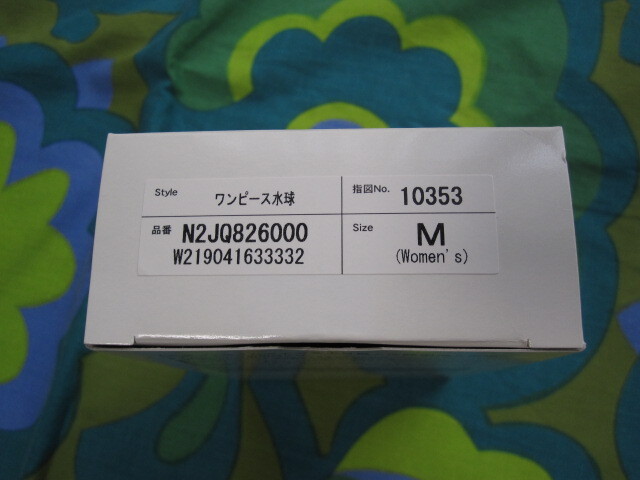 Style ワンピース水球
指図No. 10353
品番 N2JQ826000
W219041633332
Size M
(Women's)